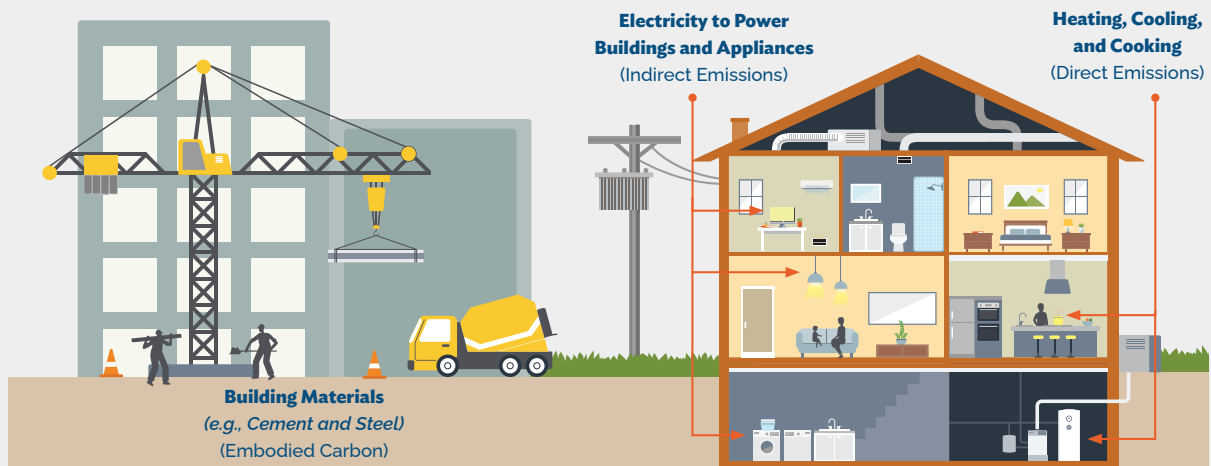 Electricity to Power
Buildings and Appliances
(Indirect Emissions)
Heating, Cooling,
and Cooking
(Direct Emissions)
Building Materials
(e.g., Cement and Steel)
(Embodied Carbon)